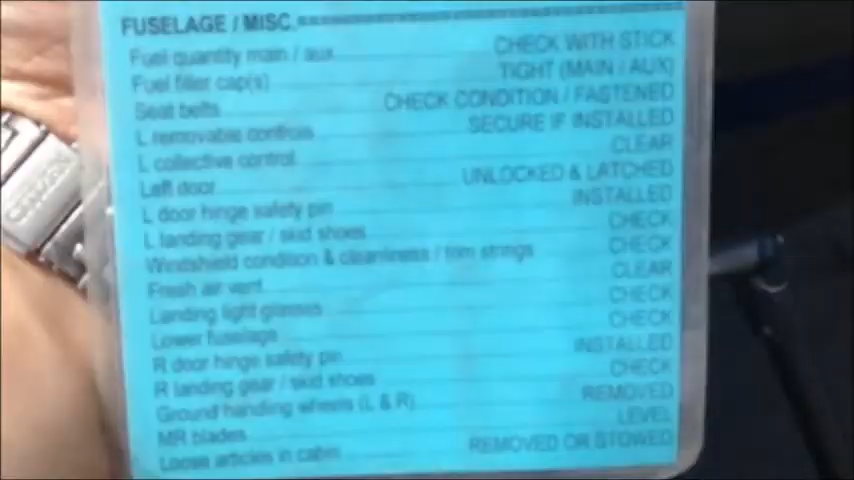 FUSELAGE / MISC.
Fuel quantity main / aux CHECK WITH STICK
Fuel filler cap(s) TIGHT (MAIN / AUX)
Seat belts CHECK CONDITION / FASTENED
L removable controls SECURE IF INSTALLED
L collective control CLEAR
Left door UNLOCKED & LATCHED
L door hinge safety pin INSTALLED
L landing gear / skid shoes CHECK
Windshield condition & cleanliness / trim strings CHECK
Fresh air vent CLEAR
Landing light glasses CHECK
Lower fuselage CHECK
R door hinge safety pin INSTALLED
R landing gear / skid shoes CHECK
Ground handling wheels (L & R) REMOVED
MR blades LEVEL
Loose articles in cabin REMOVED OR STOWED
CITIZEN